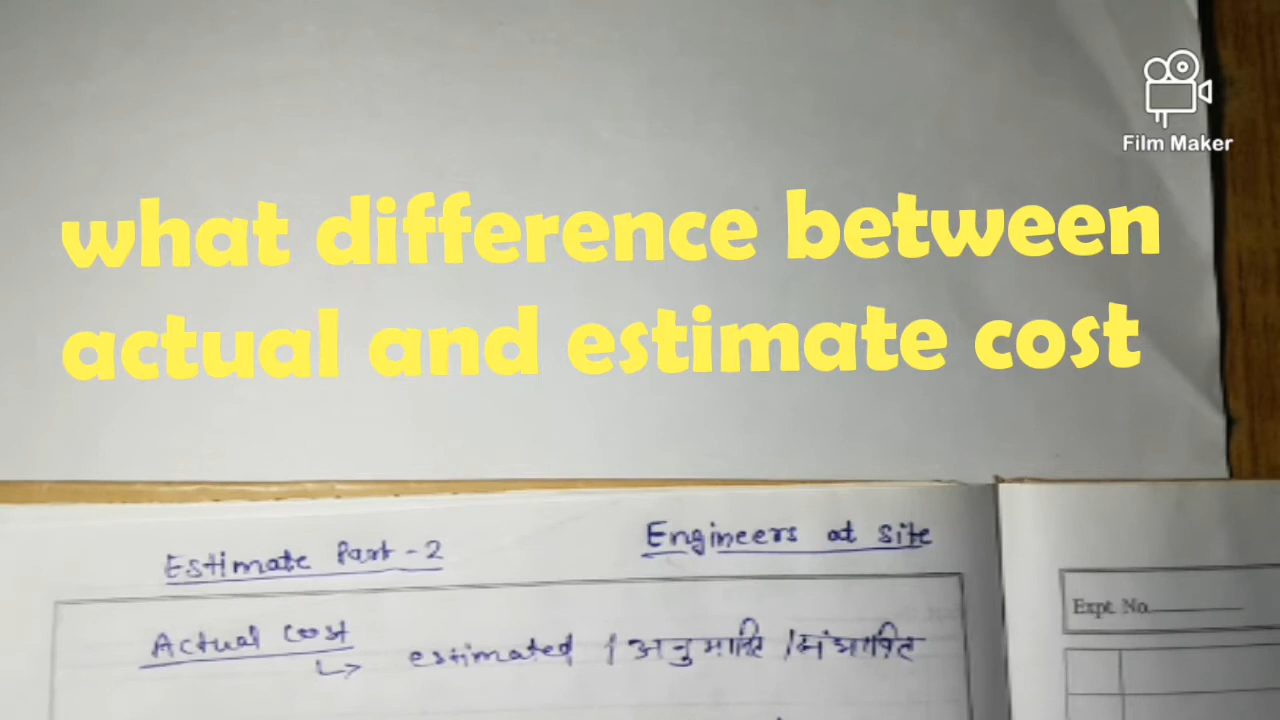 Film Maker
what difference between
actual and estimate cost
Engineers at site
Estimate Part-2
Expt. No.
Actual cost
estimated / अनुमानित / संभावित